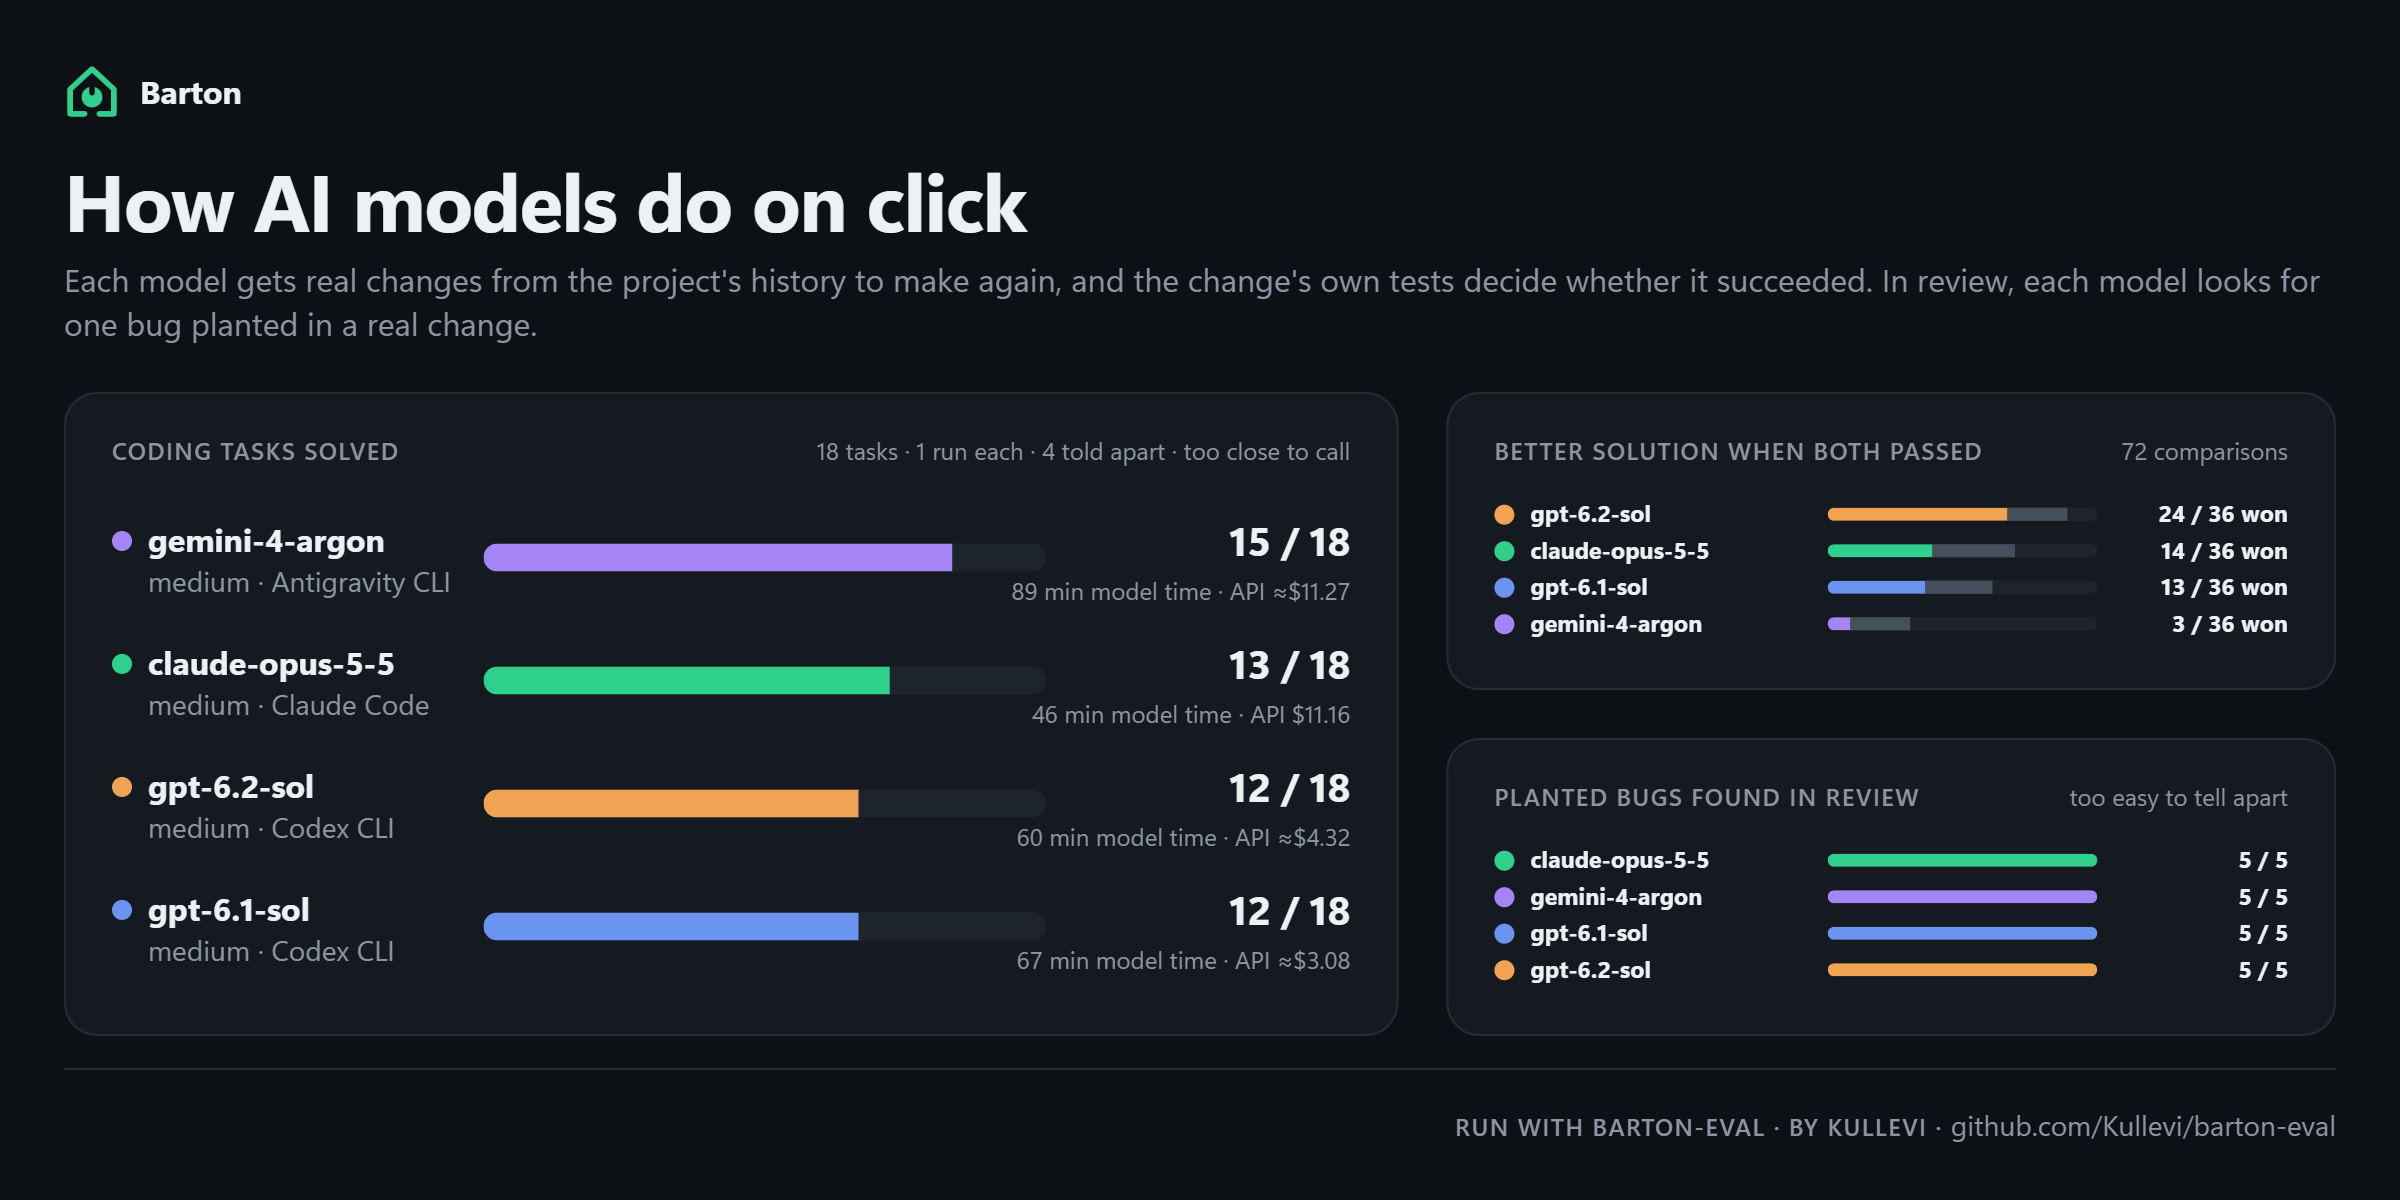 Barton
How AI models do on click
Each model gets real changes from the project's history to make again, and the change's own tests decide whether it succeeded. In review, each model looks for
one bug planted in a real change.
CODING TASKS SOLVED
18 tasks · 1 run each · 4 told apart · too close to call
gemini-4-argon
medium · Antigravity CLI
15 / 18
89 min model time · API ≈$11.27
claude-opus-5-5
medium · Claude Code
13 / 18
46 min model time · API $11.16
gpt-6.2-sol
medium · Codex CLI
12 / 18
60 min model time · API ≈$4.32
gpt-6.1-sol
medium · Codex CLI
12 / 18
67 min model time · API ≈$3.08
BETTER SOLUTION WHEN BOTH PASSED
72 comparisons
gpt-6.2-sol 24 / 36 won
claude-opus-5-5 14 / 36 won
gpt-6.1-sol 13 / 36 won
gemini-4-argon 3 / 36 won
PLANTED BUGS FOUND IN REVIEW
too easy to tell apart
claude-opus-5-5 5 / 5
gemini-4-argon 5 / 5
gpt-6.1-sol 5 / 5
gpt-6.2-sol 5 / 5
RUN WITH BARTON-EVAL · BY KULLEVI · github.com/Kullevi/barton-eval